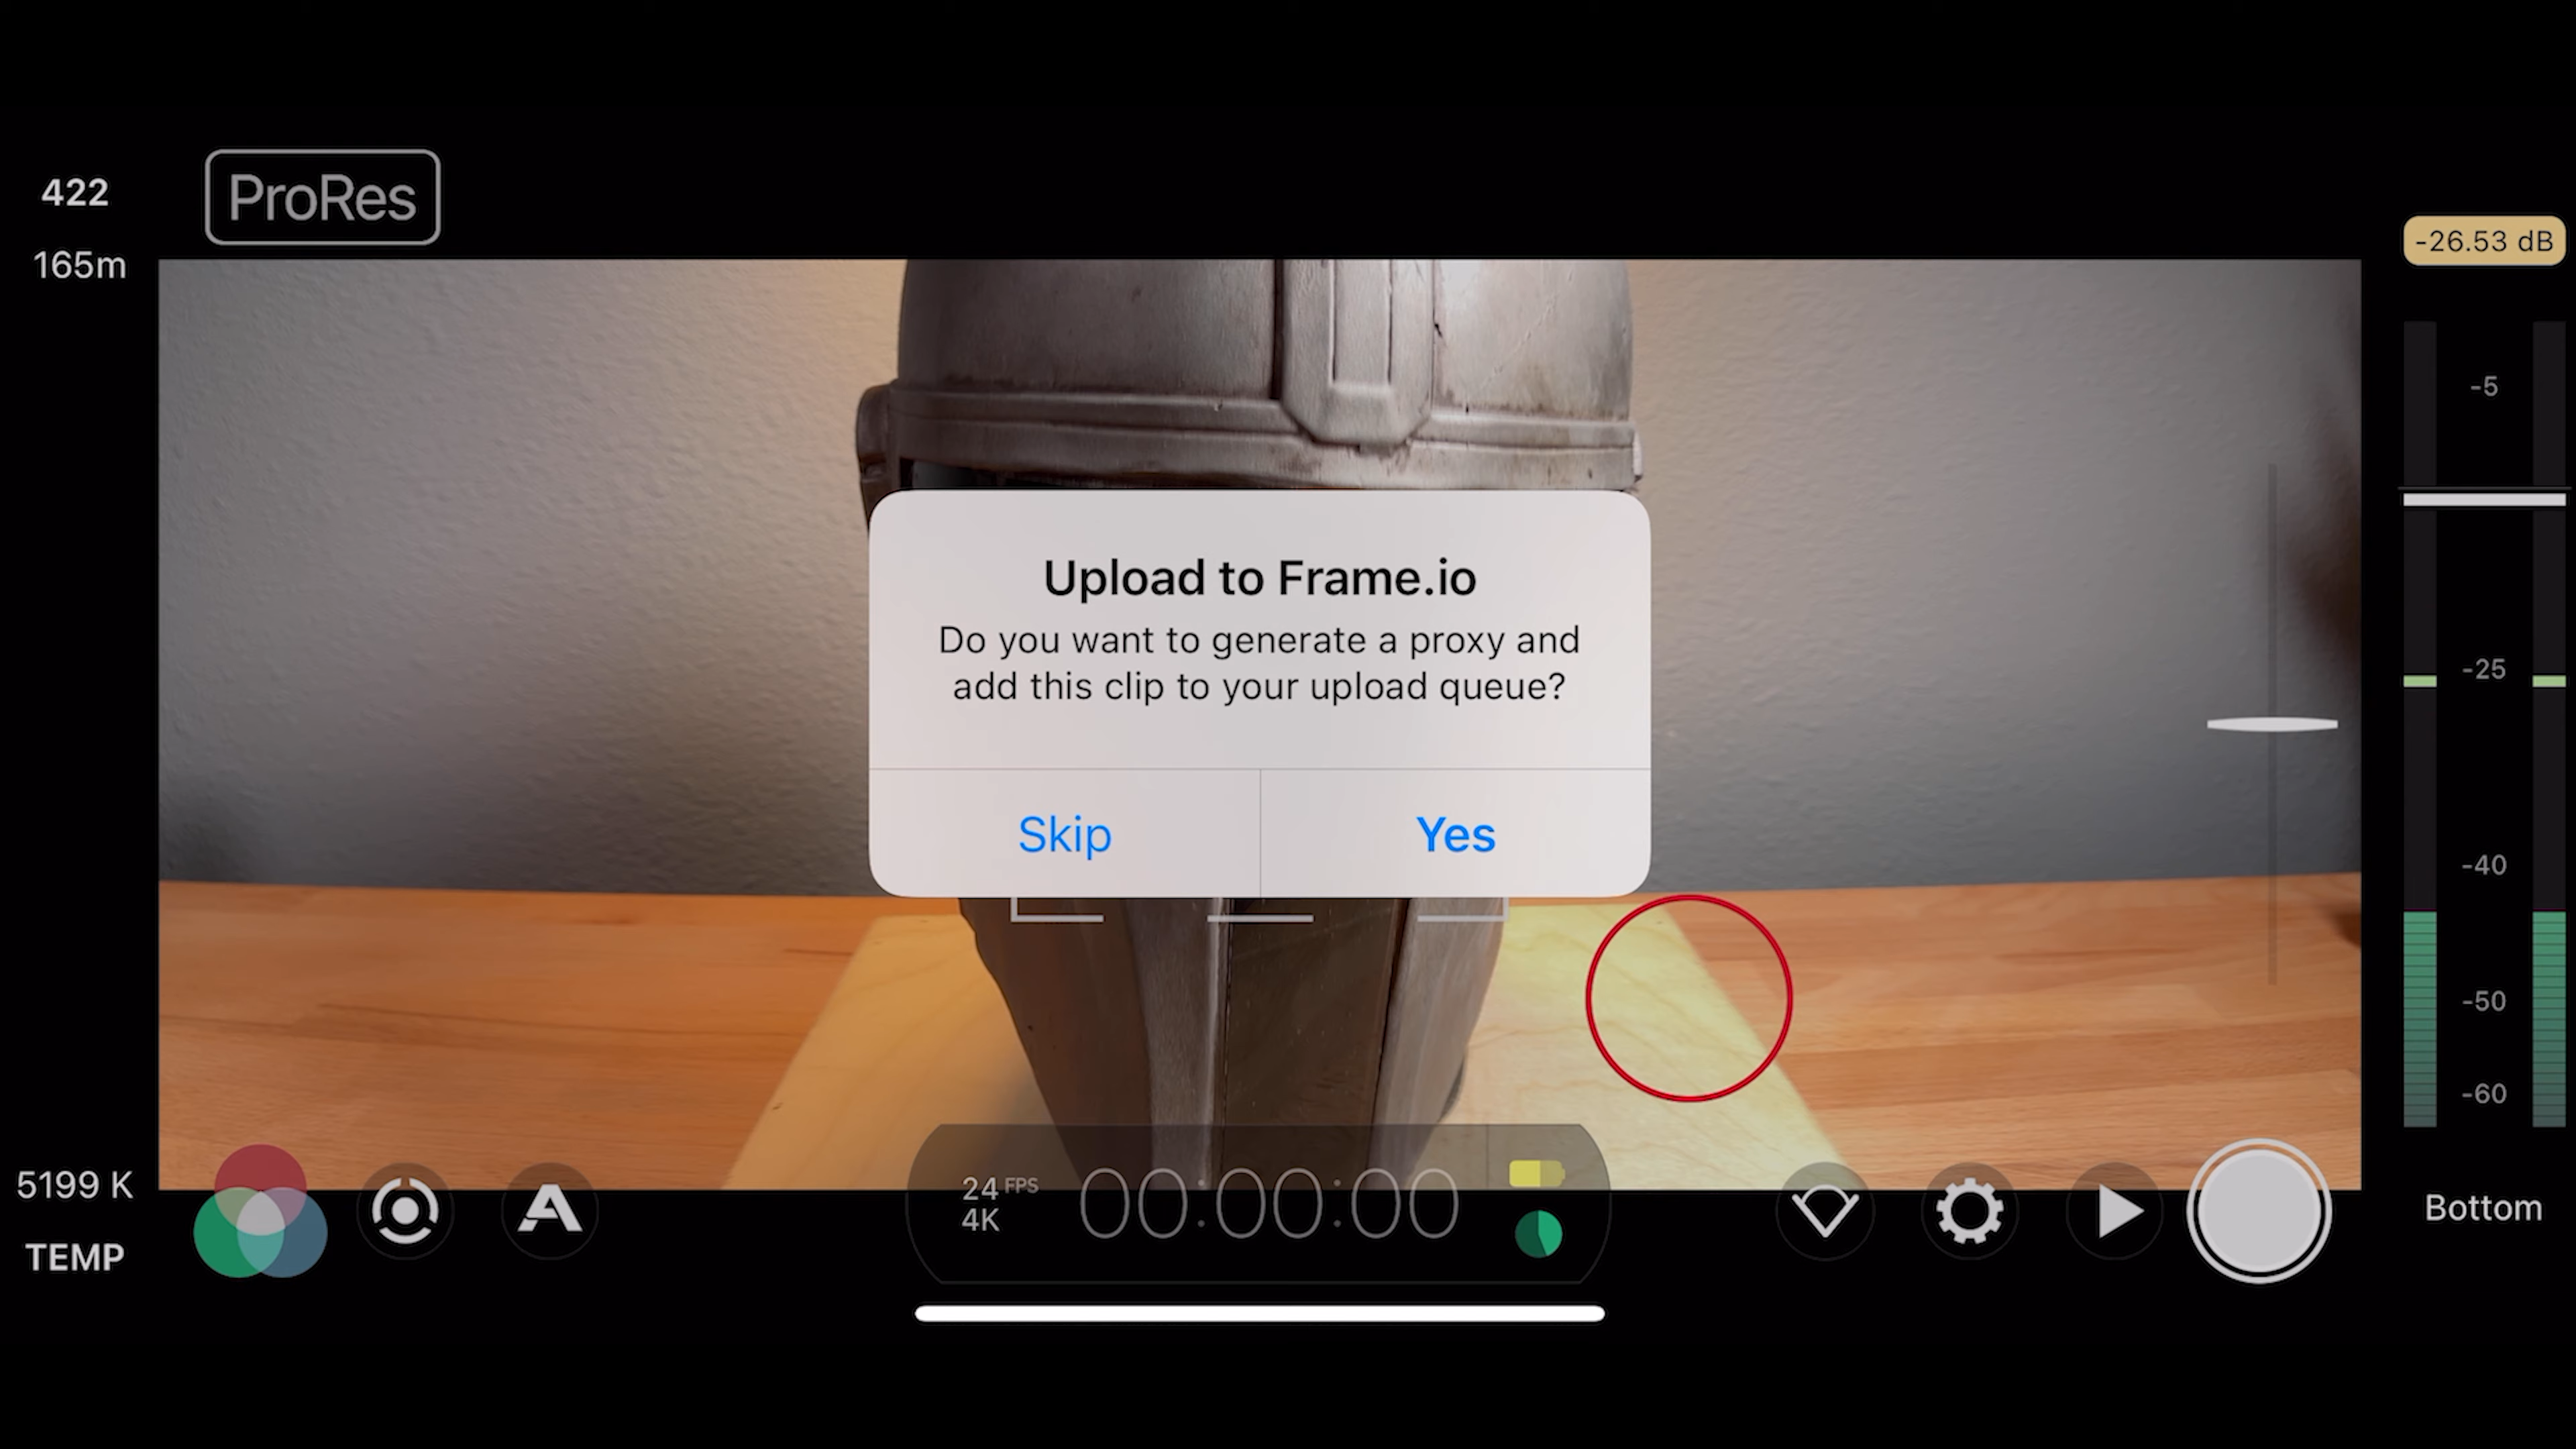 422
ProRes
165m
-26.53 dB
-5
Upload to Frame.io
Do you want to generate a proxy and
add this clip to your upload queue?
-25
Skip
Yes
-40
-50
-60
5199 K
TEMP
A
24 FPS
4K
00:00:00
Bottom